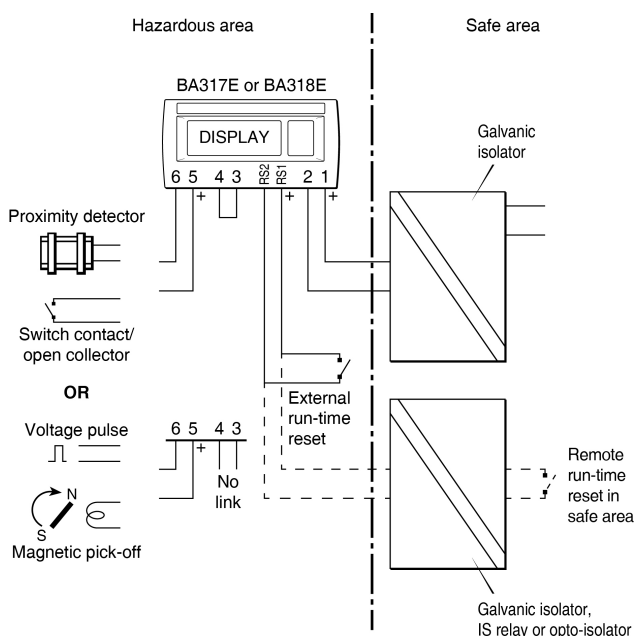 Hazardous area
Safe area
BA317E or BA318E
DISPLAY
6 5 4 3 RS2 RS1 2 1
+ + +
Galvanic
isolator
Proximity detector
Switch contact/
open collector
OR
External
run-time
reset
Voltage pulse
6 5 4 3
+
No
link
N
S
Magnetic pick-off
Remote
run-time
reset in
safe area
Galvanic isolator,
IS relay or opto-isolator